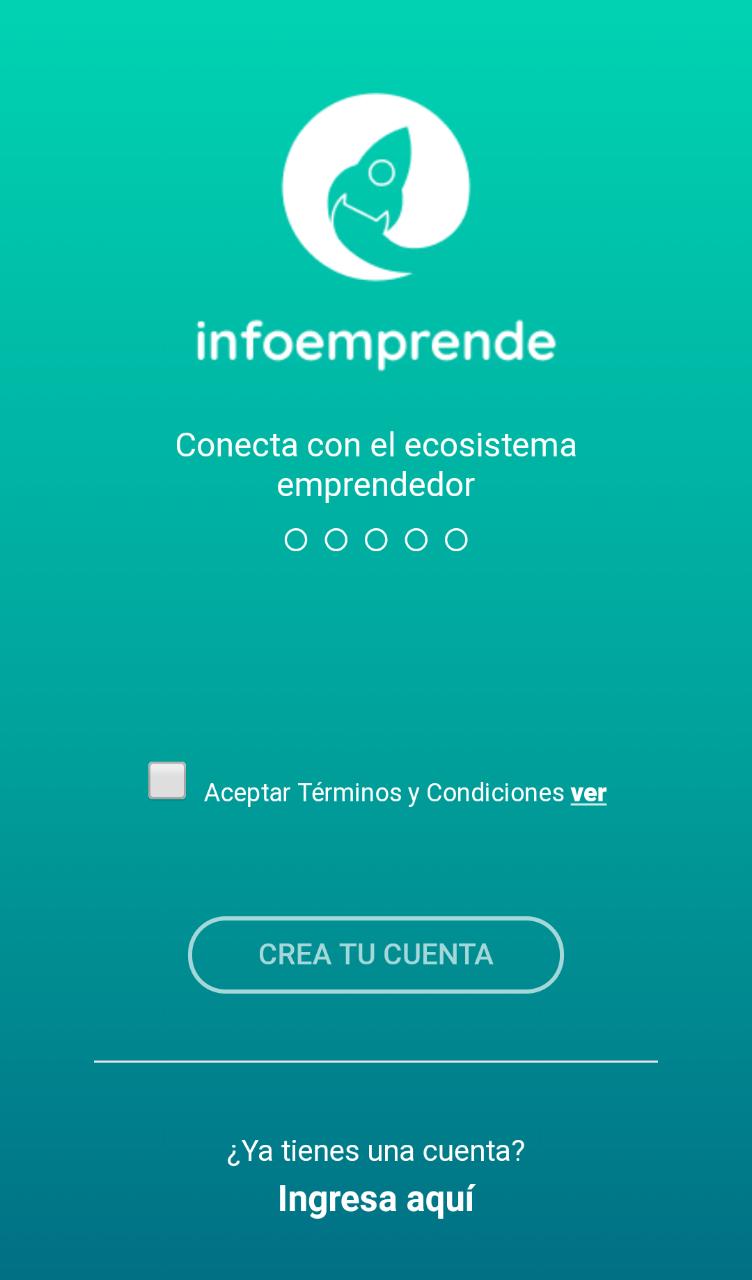 infoemprende
Conecta con el ecosistema
emprendedor
Aceptar Términos y Condiciones ver
CREA TU CUENTA
¿Ya tienes una cuenta?
Ingresa aquí